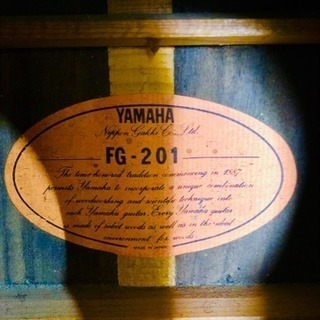 YAMAHA
Nippon Gakki Co., Ltd.
FG-201
The time-honored tradition commencing in 1887
permits Yamaha to incorporate a unique combination
of woodworking and scientific technique into
each Yamaha guitar. Every Yamaha guitar
is made of select woods as well as in the ideal
environment for woods.
MADE IN JAPAN